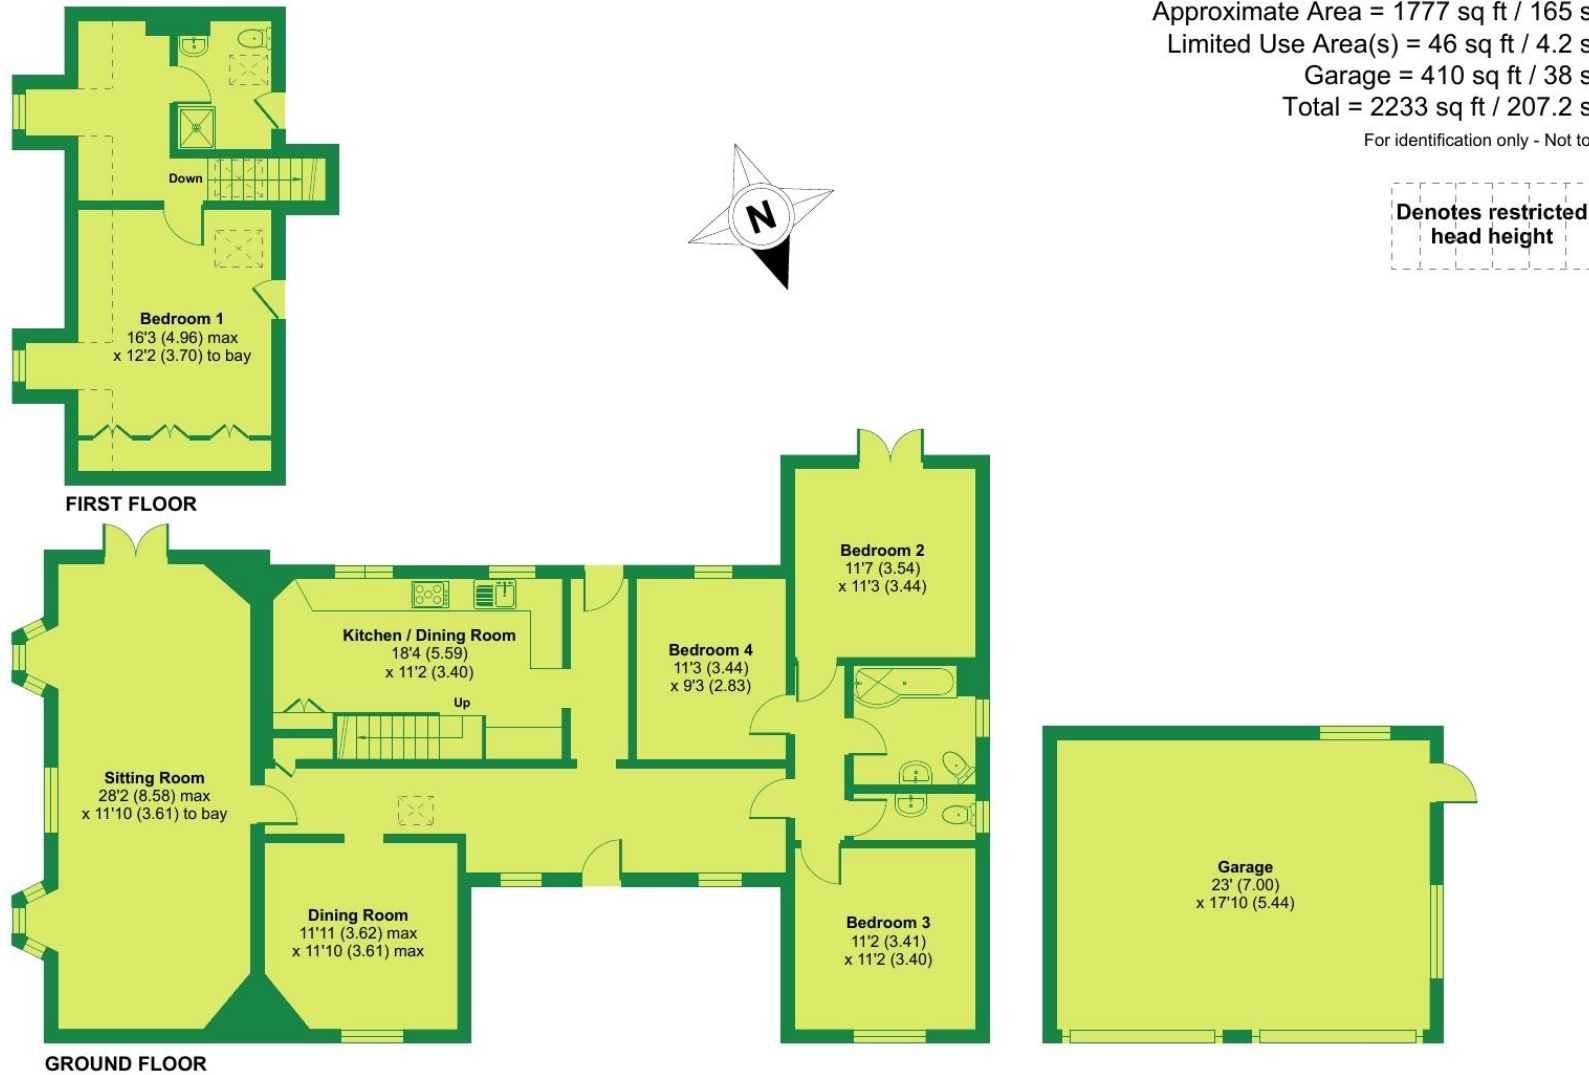 Approximate Area = 1777 sq ft / 165 s
Limited Use Area(s) = 46 sq ft / 4.2 s
Garage = 410 sq ft / 38 s
Total = 2233 sq ft / 207.2 s
For identification only - Not to
Denotes restricted
head height
N
Down
Bedroom 1
16'3 (4.96) max
x 12'2 (3.70) to bay
FIRST FLOOR
Bedroom 2
11'7 (3.54)
x 11'3 (3.44)
Kitchen / Dining Room
18'4 (5.59)
x 11'2 (3.40)
Up
Bedroom 4
11'3 (3.44)
x 9'3 (2.83)
Sitting Room
28'2 (8.58) max
x 11'10 (3.61) to bay
Dining Room
11'11 (3.62) max
x 11'10 (3.61) max
Bedroom 3
11'2 (3.41)
x 11'2 (3.40)
Garage
23' (7.00)
x 17'10 (5.44)
GROUND FLOOR